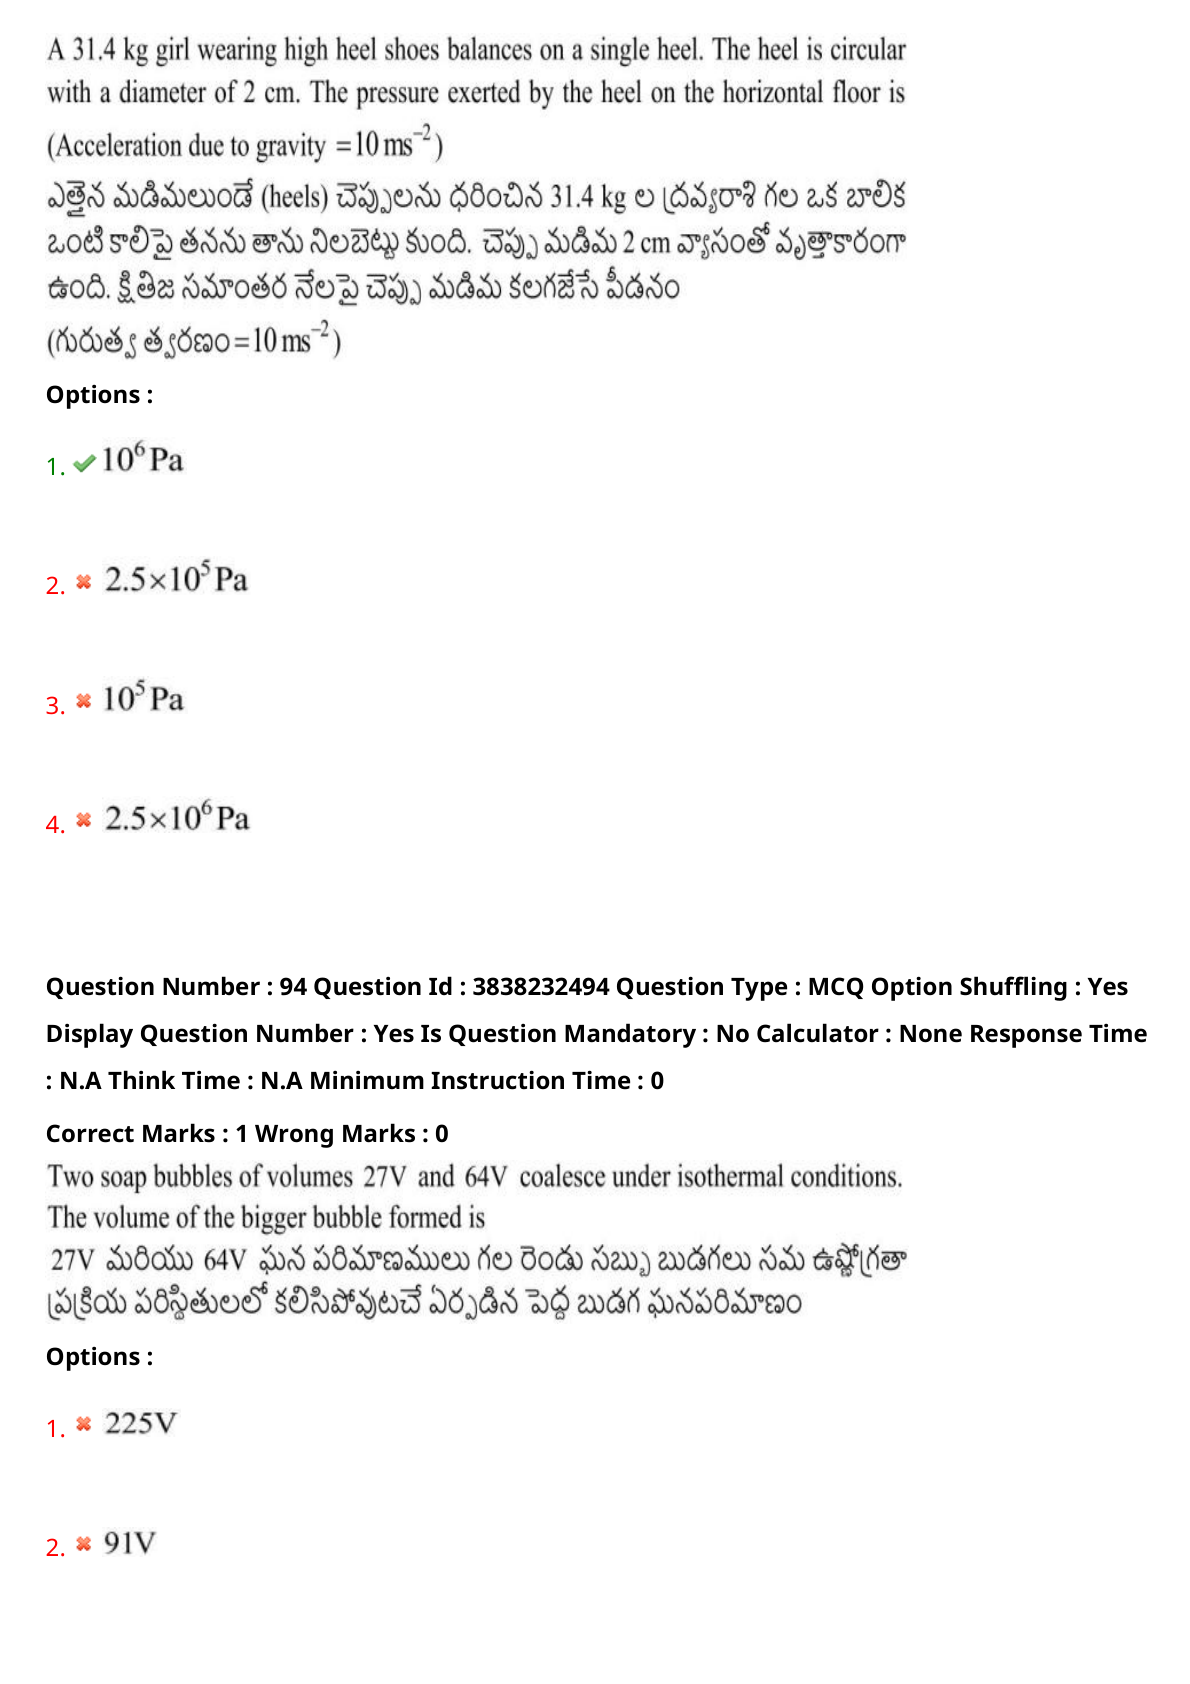 A 31.4 kg girl wearing high heel shoes balances on a single heel. The heel is circular
with a diameter of 2 cm. The pressure exerted by the heel on the horizontal floor is
(Acceleration due to gravity =10 ms⁻²)
ఎత్తైన మడిమలుండే (heels) చెప్పులను ధరించిన 31.4 kg ల ద్రవ్యరాశి గల ఒక బాలిక
ఒంటి కాలిపై తనను తాను నిలబెట్టు కుంది. చెప్పు మడిమ 2 cm వ్యాసంతో వృత్తాకారంగా
ఉంది. క్షితిజ సమాంతర నేలపై చెప్పు మడిమ కలగజేసే పీడనం
(గురుత్వ త్వరణం=10 ms⁻²)
Options :
1. 10⁶ Pa
2. 2.5×10⁵ Pa
3. 10⁵ Pa
4. 2.5×10⁶ Pa
Question Number : 94 Question Id : 3838232494 Question Type : MCQ Option Shuffling : Yes
Display Question Number : Yes Is Question Mandatory : No Calculator : None Response Time
: N.A Think Time : N.A Minimum Instruction Time : 0
Correct Marks : 1 Wrong Marks : 0
Two soap bubbles of volumes 27V and 64V coalesce under isothermal conditions.
The volume of the bigger bubble formed is
27V మరియు 64V ఘన పరిమాణములు గల రెండు సబ్బు బుడగలు సమ ఉష్ణోగ్రతా
ప్రక్రియ పరిస్థితులలో కలిసిపోవుటచే ఏర్పడిన పెద్ద బుడగ ఘనపరిమాణం
Options :
1. 225V
2. 91V